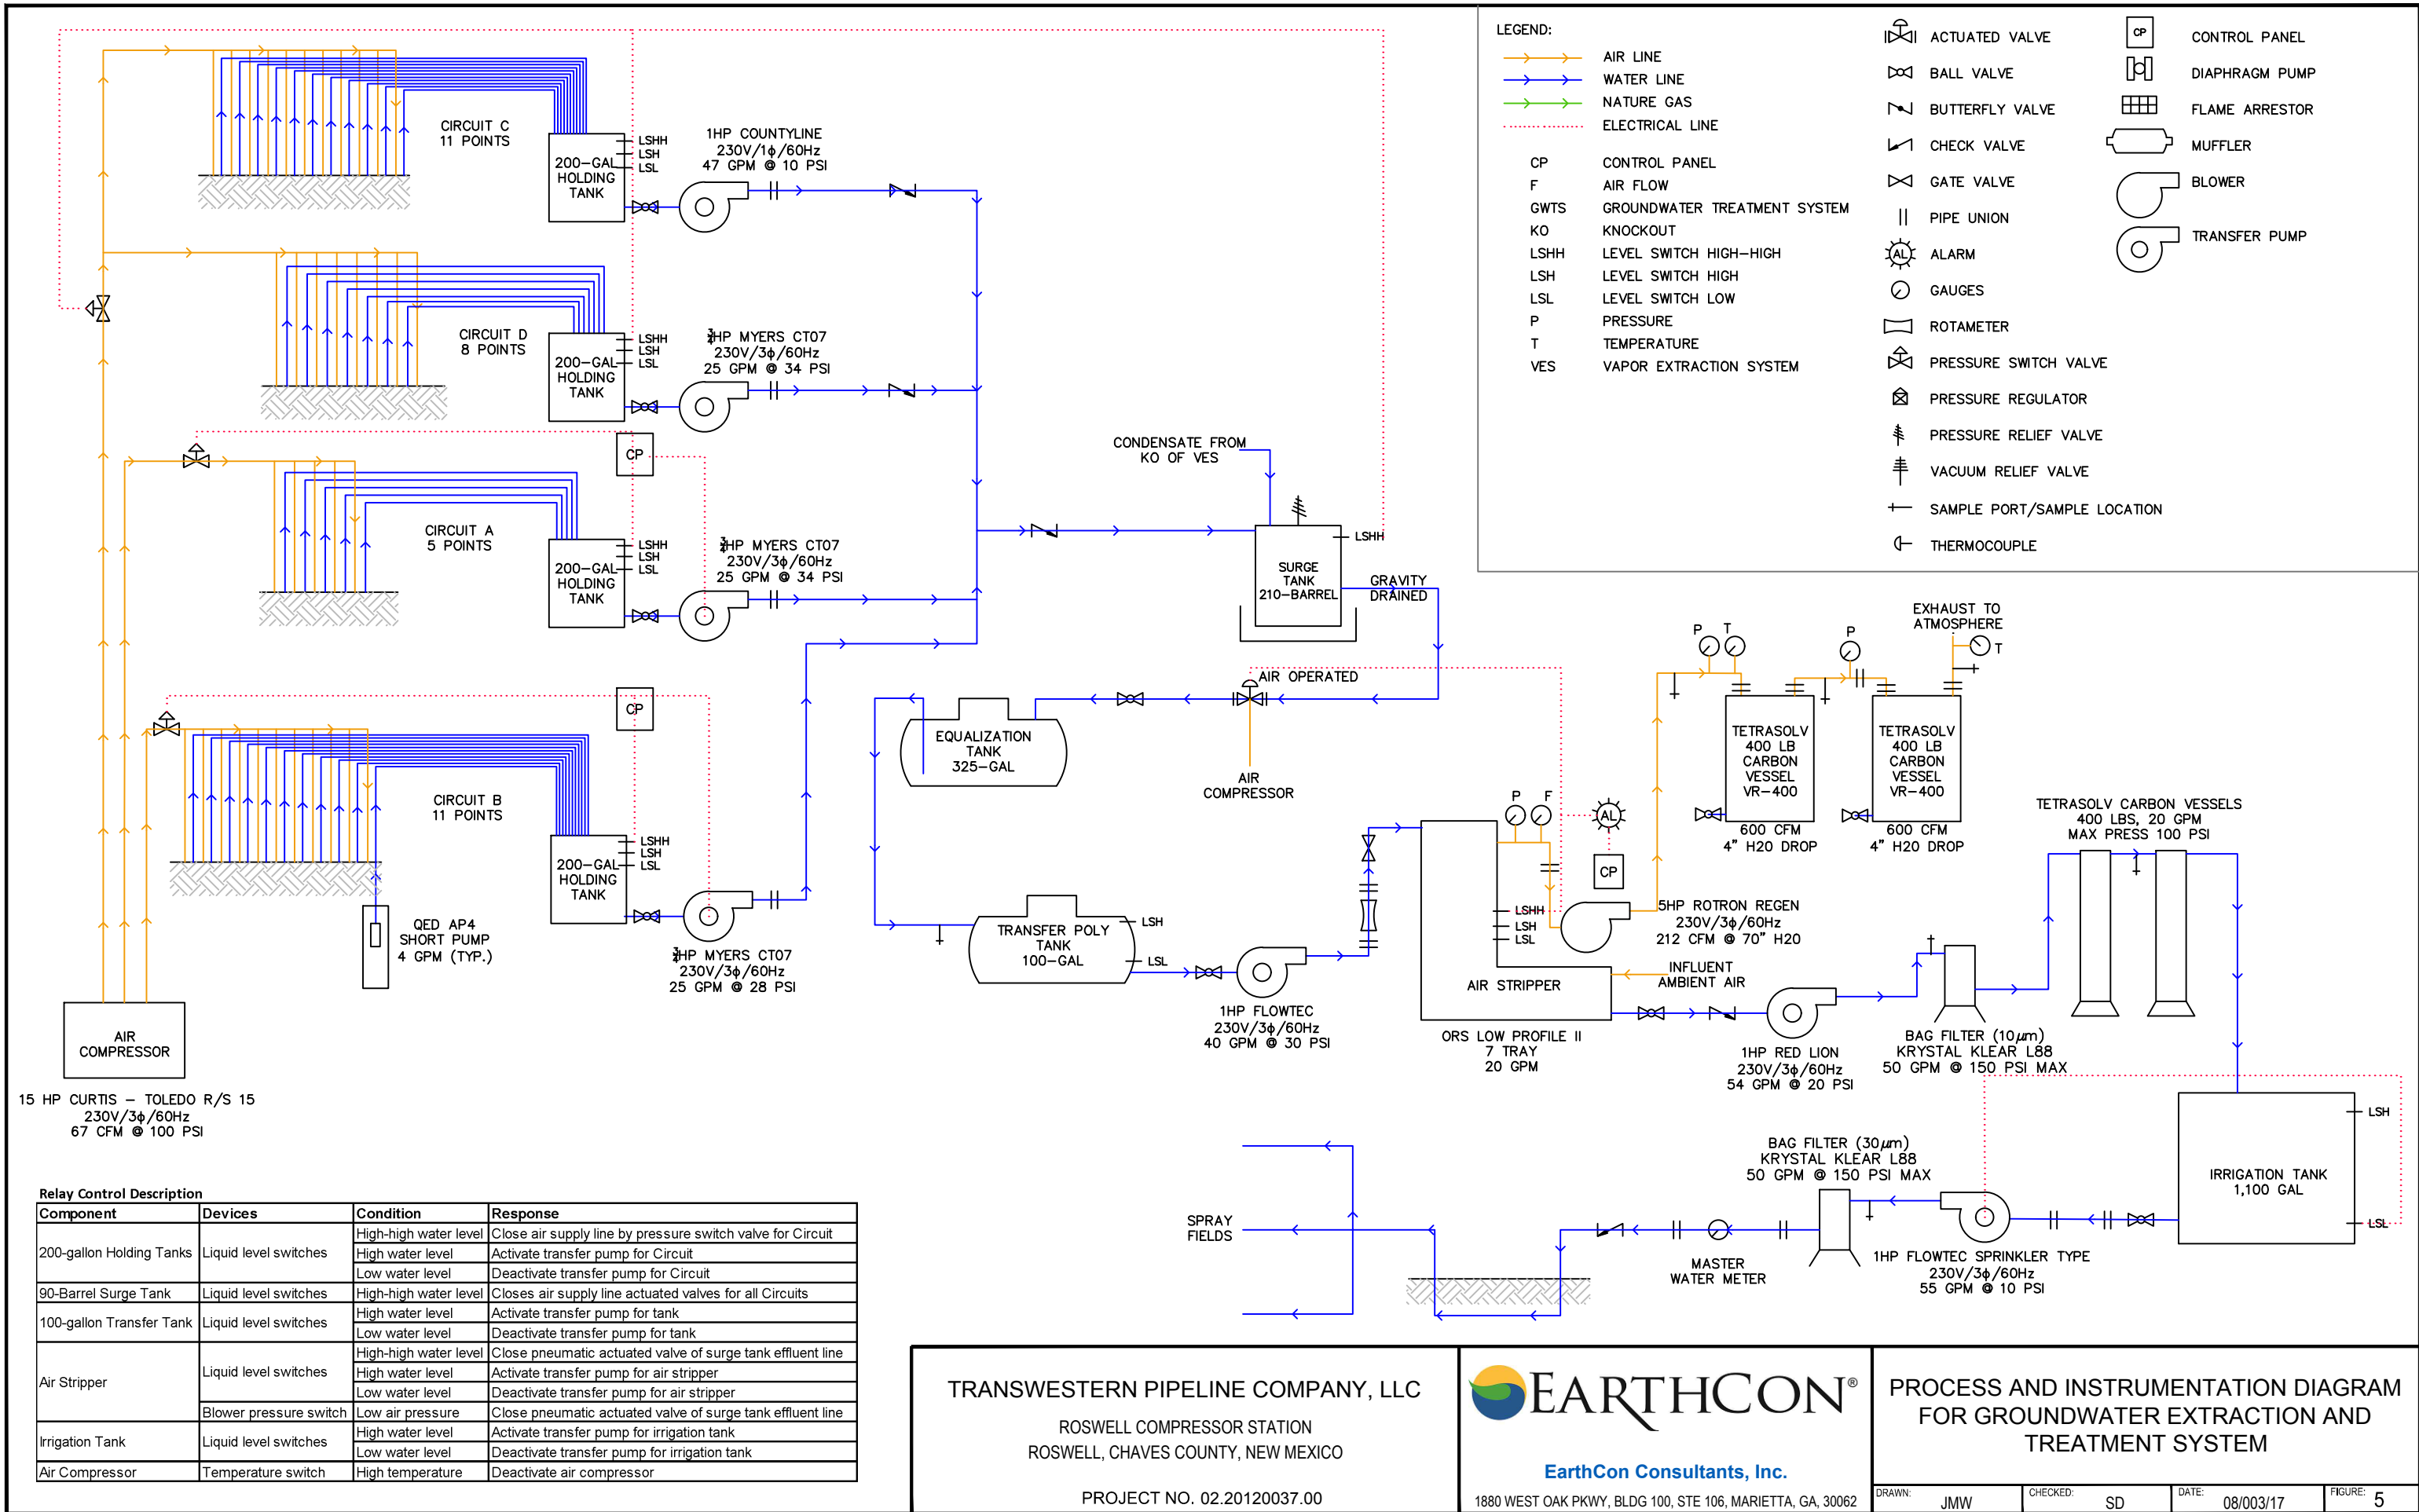 CIRCUIT C
11 POINTS
200-GAL
HOLDING
TANK
LSHH
LSH
LSL
1HP COUNTYLINE
230V/1ϕ/60Hz
47 GPM @ 10 PSI
CIRCUIT D
8 POINTS
200-GAL
HOLDING
TANK
LSHH
LSH
LSL
HP MYERS CT07
230V/3ϕ/60Hz
25 GPM @ 34 PSI
CP
CIRCUIT A
5 POINTS
200-GAL
HOLDING
TANK
LSHH
LSH
LSL
HP MYERS CT07
230V/3ϕ/60Hz
25 GPM @ 34 PSI
CP
CIRCUIT B
11 POINTS
200-GAL
HOLDING
TANK
LSHH
LSH
LSL
HP MYERS CT07
230V/3ϕ/60Hz
25 GPM @ 28 PSI
QED AP4
SHORT PUMP
4 GPM (TYP.)
AIR
COMPRESSOR
15 HP CURTIS – TOLEDO R/S 15
230V/3ϕ/60Hz
67 CFM @ 100 PSI
CONDENSATE FROM
KO OF VES
SURGE
TANK
210-BARREL
LSHH
GRAVITY
DRAINED
AIR OPERATED
AIR
COMPRESSOR
EQUALIZATION
TANK
325-GAL
TRANSFER POLY
TANK
100-GAL
LSH
LSL
1HP FLOWTEC
230V/3ϕ/60Hz
40 GPM @ 30 PSI
P
F
AL
CP
LSHH
LSH
LSL
AIR STRIPPER
ORS LOW PROFILE II
7 TRAY
20 GPM
5HP ROTRON REGEN
230V/3ϕ/60Hz
212 CFM @ 70" H20
INFLUENT
AMBIENT AIR
P
T
P
EXHAUST TO
ATMOSPHERE
T
TETRASOLV
400 LB
CARBON
VESSEL
VR-400
600 CFM
4" H20 DROP
TETRASOLV
400 LB
CARBON
VESSEL
VR-400
600 CFM
4" H20 DROP
TETRASOLV CARBON VESSELS
400 LBS, 20 GPM
MAX PRESS 100 PSI
1HP RED LION
230V/3ϕ/60Hz
54 GPM @ 20 PSI
BAG FILTER (10μm)
KRYSTAL KLEAR L88
50 GPM @ 150 PSI MAX
IRRIGATION TANK
1,100 GAL
LSH
LSL
1HP FLOWTEC SPRINKLER TYPE
230V/3ϕ/60Hz
55 GPM @ 10 PSI
BAG FILTER (30μm)
KRYSTAL KLEAR L88
50 GPM @ 150 PSI MAX
MASTER
WATER METER
SPRAY
FIELDS
LEGEND:
AIR LINE
WATER LINE
NATURE GAS
ELECTRICAL LINE
CP CONTROL PANEL
F AIR FLOW
GWTS GROUNDWATER TREATMENT SYSTEM
KO KNOCKOUT
LSHH LEVEL SWITCH HIGH-HIGH
LSH LEVEL SWITCH HIGH
LSL LEVEL SWITCH LOW
P PRESSURE
T TEMPERATURE
VES VAPOR EXTRACTION SYSTEM
ACTUATED VALVE
BALL VALVE
BUTTERFLY VALVE
CHECK VALVE
GATE VALVE
PIPE UNION
AL ALARM
GAUGES
ROTAMETER
PRESSURE SWITCH VALVE
PRESSURE REGULATOR
PRESSURE RELIEF VALVE
VACUUM RELIEF VALVE
SAMPLE PORT/SAMPLE LOCATION
THERMOCOUPLE
CP CONTROL PANEL
DIAPHRAGM PUMP
FLAME ARRESTOR
MUFFLER
BLOWER
TRANSFER PUMP
Relay Control Description
Component Devices Condition Response
200-gallon Holding Tanks Liquid level switches High-high water level Close air supply line by pressure switch valve for Circuit
High water level Activate transfer pump for Circuit
Low water level Deactivate transfer pump for Circuit
90-Barrel Surge Tank Liquid level switches High-high water level Closes air supply line actuated valves for all Circuits
100-gallon Transfer Tank Liquid level switches High water level Activate transfer pump for tank
Low water level Deactivate transfer pump for tank
Air Stripper Liquid level switches High-high water level Close pneumatic actuated valve of surge tank effluent line
High water level Activate transfer pump for air stripper
Low water level Deactivate transfer pump for air stripper
Blower pressure switch Low air pressure Close pneumatic actuated valve of surge tank effluent line
Irrigation Tank Liquid level switches High water level Activate transfer pump for irrigation tank
Low water level Deactivate transfer pump for irrigation tank
Air Compressor Temperature switch High temperature Deactivate air compressor
TRANSWESTERN PIPELINE COMPANY, LLC
ROSWELL COMPRESSOR STATION
ROSWELL, CHAVES COUNTY, NEW MEXICO
PROJECT NO. 02.20120037.00
EARTHCON®
EarthCon Consultants, Inc.
1880 WEST OAK PKWY, BLDG 100, STE 106, MARIETTA, GA, 30062
PROCESS AND INSTRUMENTATION DIAGRAM
FOR GROUNDWATER EXTRACTION AND
TREATMENT SYSTEM
DRAWN: JMW
CHECKED: SD
DATE: 08/003/17
FIGURE: 5